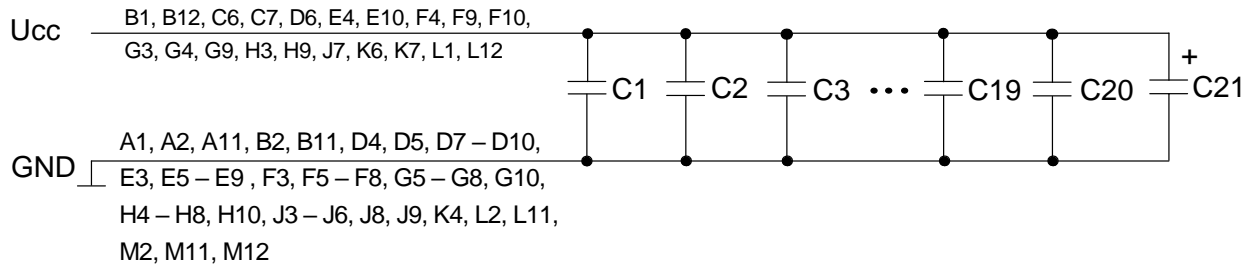 B1, B12, C6, C7, D6, E4, E10, F4, F9, F10,
Ucc
G3, G4, G9, H3, H9, J7, K6, K7, L1, L12
+
C1
C2
C3
•••
C19
C20
C21
A1, A2, A11, B2, B11, D4, D5, D7 – D10,
GND
E3, E5 – E9 , F3, F5 – F8, G5 – G8, G10,
H4 – H8, H10, J3 – J6, J8, J9, K4, L2, L11,
M2, M11, M12